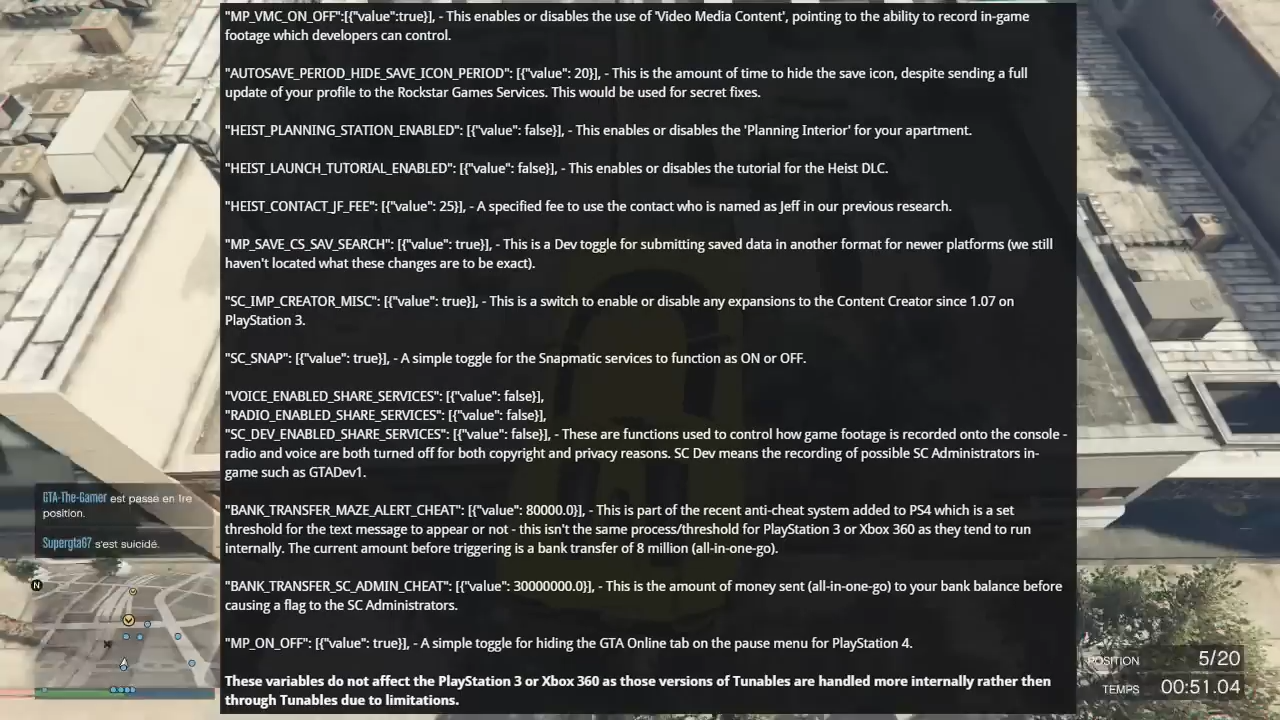 "MP_VMC_ON_OFF":[{"value":true}], - This enables or disables the use of 'Video Media Content', pointing to the ability to record in-game
footage which developers can control.
"AUTOSAVE_PERIOD_HIDE_SAVE_ICON_PERIOD": [{"value": 20}], - This is the amount of time to hide the save icon, despite sending a full
update of your profile to the Rockstar Games Services. This would be used for secret fixes.
"HEIST_PLANNING_STATION_ENABLED": [{"value": false}], - This enables or disables the 'Planning Interior' for your apartment.
"HEIST_LAUNCH_TUTORIAL_ENABLED": [{"value": false}], - This enables or disables the tutorial for the Heist DLC.
"HEIST_CONTACT_JF_FEE": [{"value": 25}], - A specified fee to use the contact who is named as Jeff in our previous research.
"MP_SAVE_CS_SAV_SEARCH": [{"value": true}], - This is a Dev toggle for submitting saved data in another format for newer platforms (we still
haven't located what these changes are to be exact).
"SC_IMP_CREATOR_MISC": [{"value": true}], - This is a switch to enable or disable any expansions to the Content Creator since 1.07 on
PlayStation 3.
"SC_SNAP": [{"value": true}], - A simple toggle for the Snapmatic services to function as ON or OFF.
"VOICE_ENABLED_SHARE_SERVICES": [{"value": false}],
"RADIO_ENABLED_SHARE_SERVICES": [{"value": false}],
"SC_DEV_ENABLED_SHARE_SERVICES": [{"value": false}], - These are functions used to control how game footage is recorded onto the console -
radio and voice are both turned off for both copyright and privacy reasons. SC Dev means the recording of possible SC Administrators in-
game such as GTADev1.
"BANK_TRANSFER_MAZE_ALERT_CHEAT": [{"value": 80000.0}], - This is part of the recent anti-cheat system added to PS4 which is a set
threshold for the text message to appear or not - this isn't the same process/threshold for PlayStation 3 or Xbox 360 as they tend to run
internally. The current amount before triggering is a bank transfer of 8 million (all-in-one-go).
"BANK_TRANSFER_SC_ADMIN_CHEAT": [{"value": 30000000.0}], - This is the amount of money sent (all-in-one-go) to your bank balance before
causing a flag to the SC Administrators.
"MP_ON_OFF": [{"value": true}], - A simple toggle for hiding the GTA Online tab on the pause menu for PlayStation 4.
These variables do not affect the PlayStation 3 or Xbox 360 as those versions of Tunables are handled more internally rather then
through Tunables due to limitations.
GTA-The-Gamer est passé en 1re
position.
Supergta67 s'est suicidé.
N
POSITION 5/20
TEMPS 00:51.04